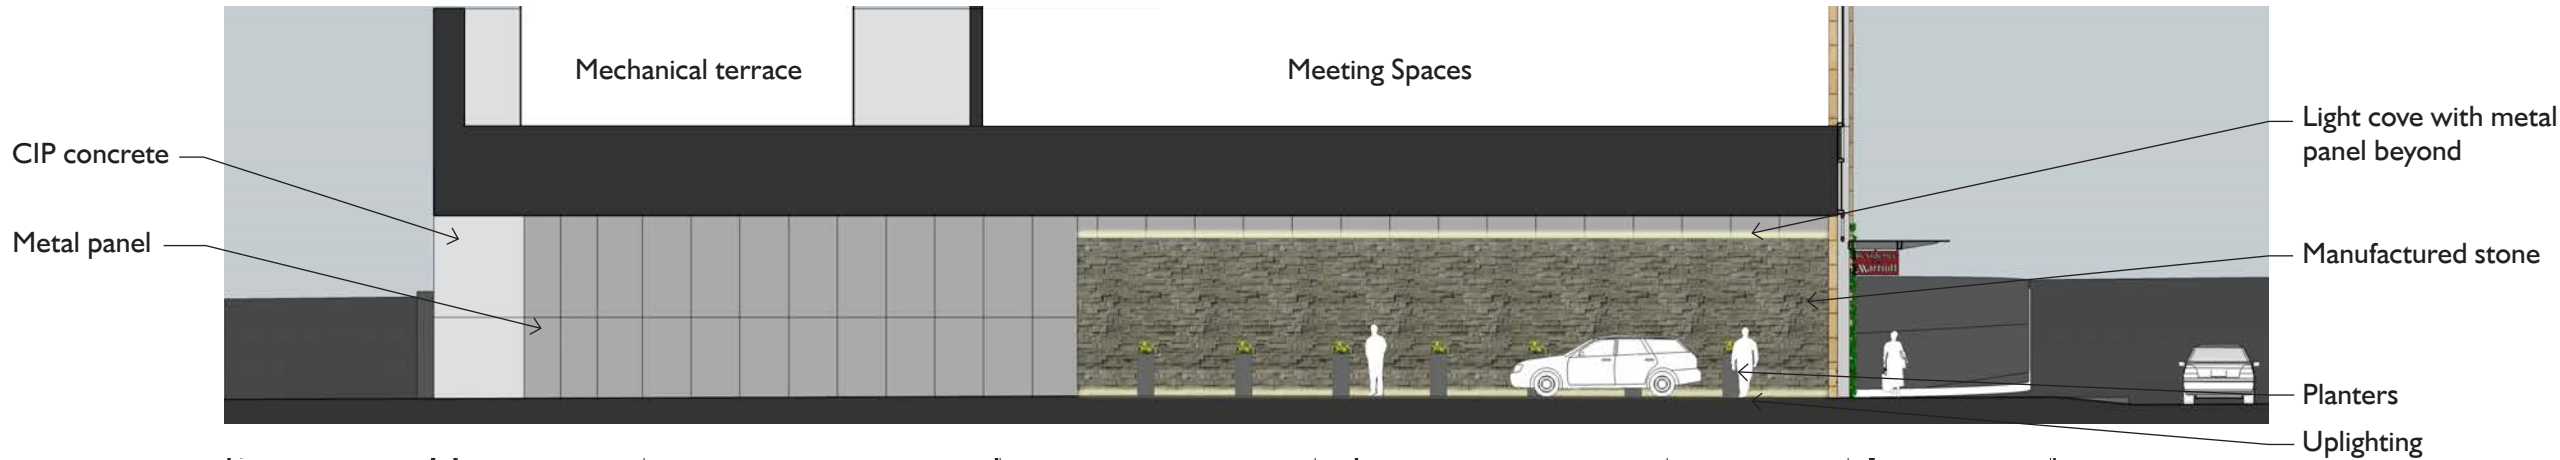 Mechanical terrace
Meeting Spaces
CIP concrete
Metal panel
Light cove with metal
panel beyond
Manufactured stone
Marriott
Planters
Uplighting